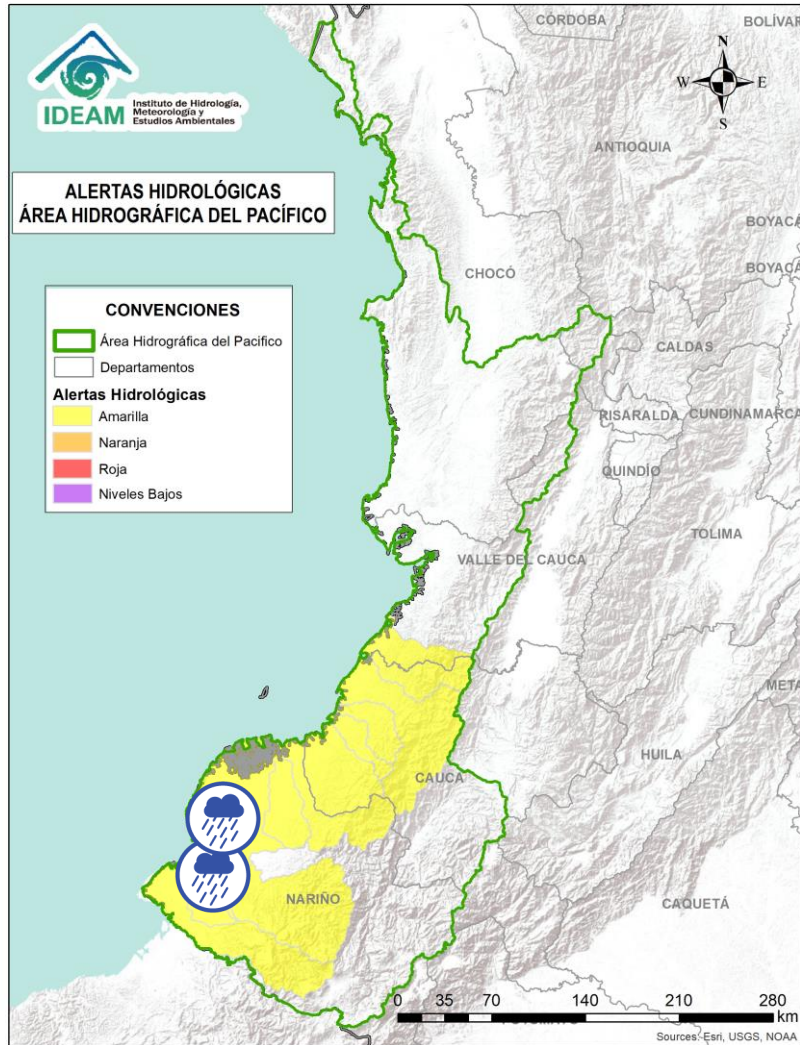 IDEAM
Instituto de Hidrología,
Meteorología y
Estudios Ambientales
ALERTAS HIDROLÓGICAS
ÁREA HIDROGRÁFICA DEL PACÍFICO
CONVENCIONES
Área Hidrográfica del Pacifico
Departamentos
Alertas Hidrológicas
Amarilla
Naranja
Roja
Niveles Bajos
CÓRDOBA
BOLÍVAR
N
W
E
S
ANTIOQUIA
BOYACÁ
BOYACÁ
CHOCÓ
CALDAS
RISARALDA
CUNDINAMARCA
QUINDÍO
TOLIMA
VALLE DEL CAUCA
META
HUILA
CAUCA
NARIÑO
CAQUETÁ
0 35 70 140 210 280
km
Sources: Esri, USGS, NOAA